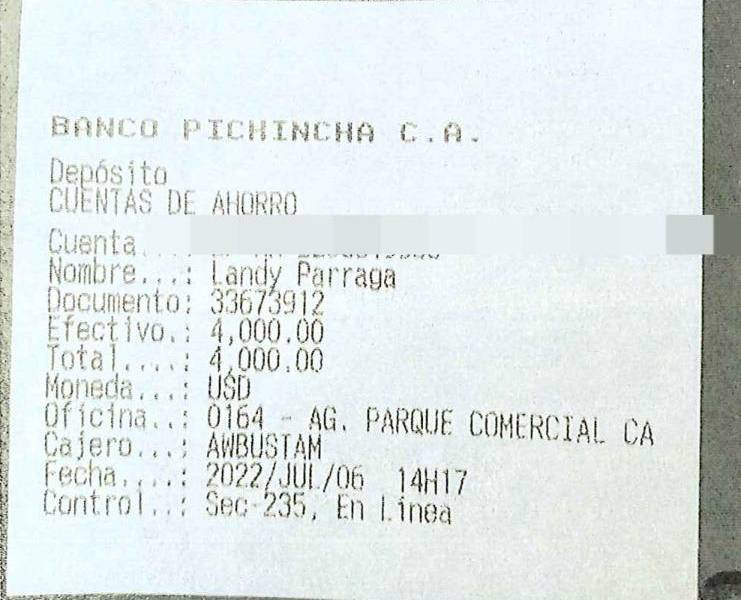 BANCO PICHINCHA C.A.
Depósito
CUENTAS DE AHORRO
Cuenta...
Nombre...: Landy Parraga
Documento: 33673912
Efectivo.: 4,000.00
Total....: 4,000.00
Moneda...: USD
Oficina..: 0164 - AG. PARQUE COMERCIAL CA
Cajero...: AWBUSTAM
Fecha....: 2022/JUL/06 14H17
Control..: Sec-235, En Linea